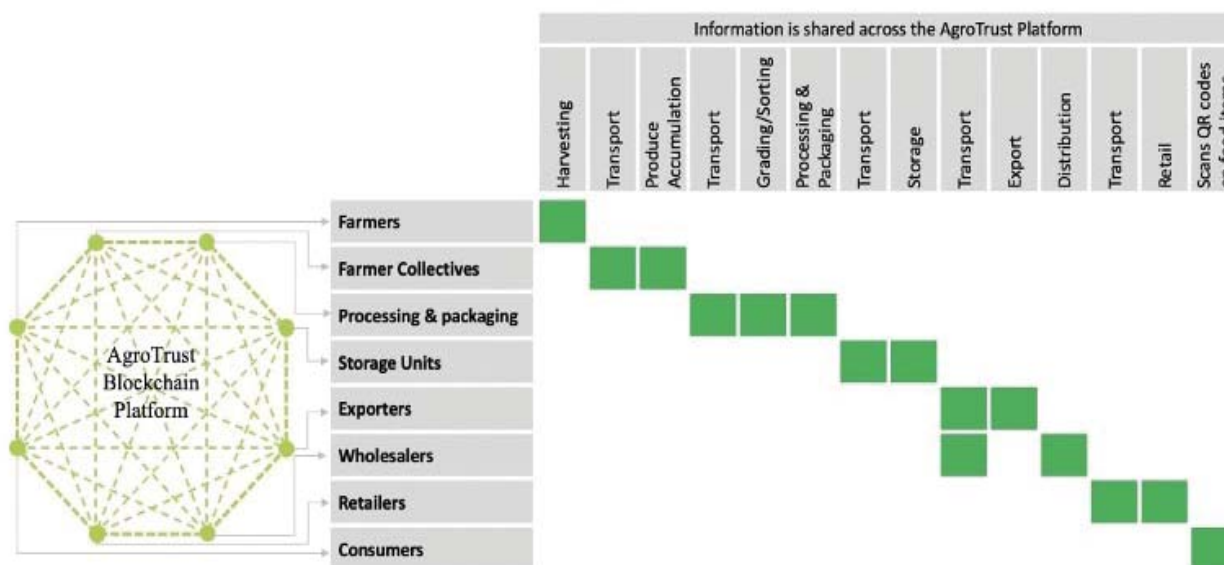 Information is shared across the AgroTrust Platform
Harvesting
Transport
Produce
Accumulation
Transport
Grading/Sorting
Processing &
Packaging
Transport
Storage
Transport
Export
Distribution
Transport
Retail
Scans QR codes
Farmers
Farmer Collectives
Processing & packaging
Storage Units
Exporters
Wholesalers
Retailers
Consumers
AgroTrust
Blockchain
Platform